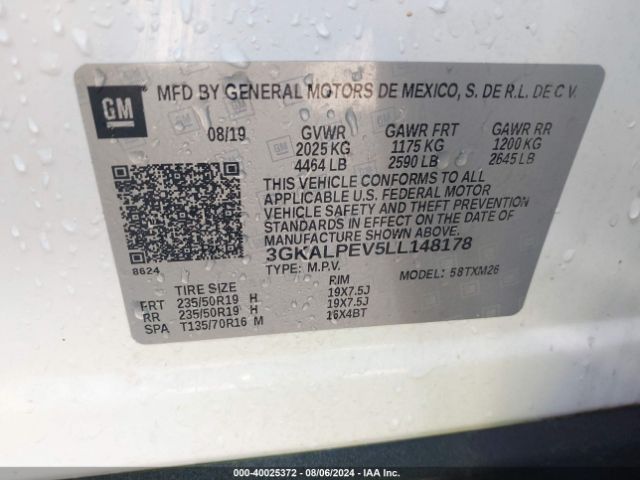 GM
MFD BY GENERAL MOTORS DE MEXICO, S. DE R.L. DE C V.
08/19 GVWR GAWR FRT GAWR RR
2025 KG 1175 KG 1200 KG
4464 LB 2590 LB 2645 LB
THIS VEHICLE CONFORMS TO ALL
APPLICABLE U.S. FEDERAL MOTOR
VEHICLE SAFETY AND THEFT PREVENTION
STANDARDS IN EFFECT ON THE DATE OF
MANUFACTURE SHOWN ABOVE.
3GKALPEV5LL148178
8624
TYPE: M.P.V. MODEL: 58TXM26
TIRE SIZE RIM
FRT 235/50R19 H 19X7.5J
RR 235/50R19 H 19X7.5J
SPA T135/70R16 M 16X4BT
© Copyright - 40025372 - 08/06/2024 - IAA Inc.